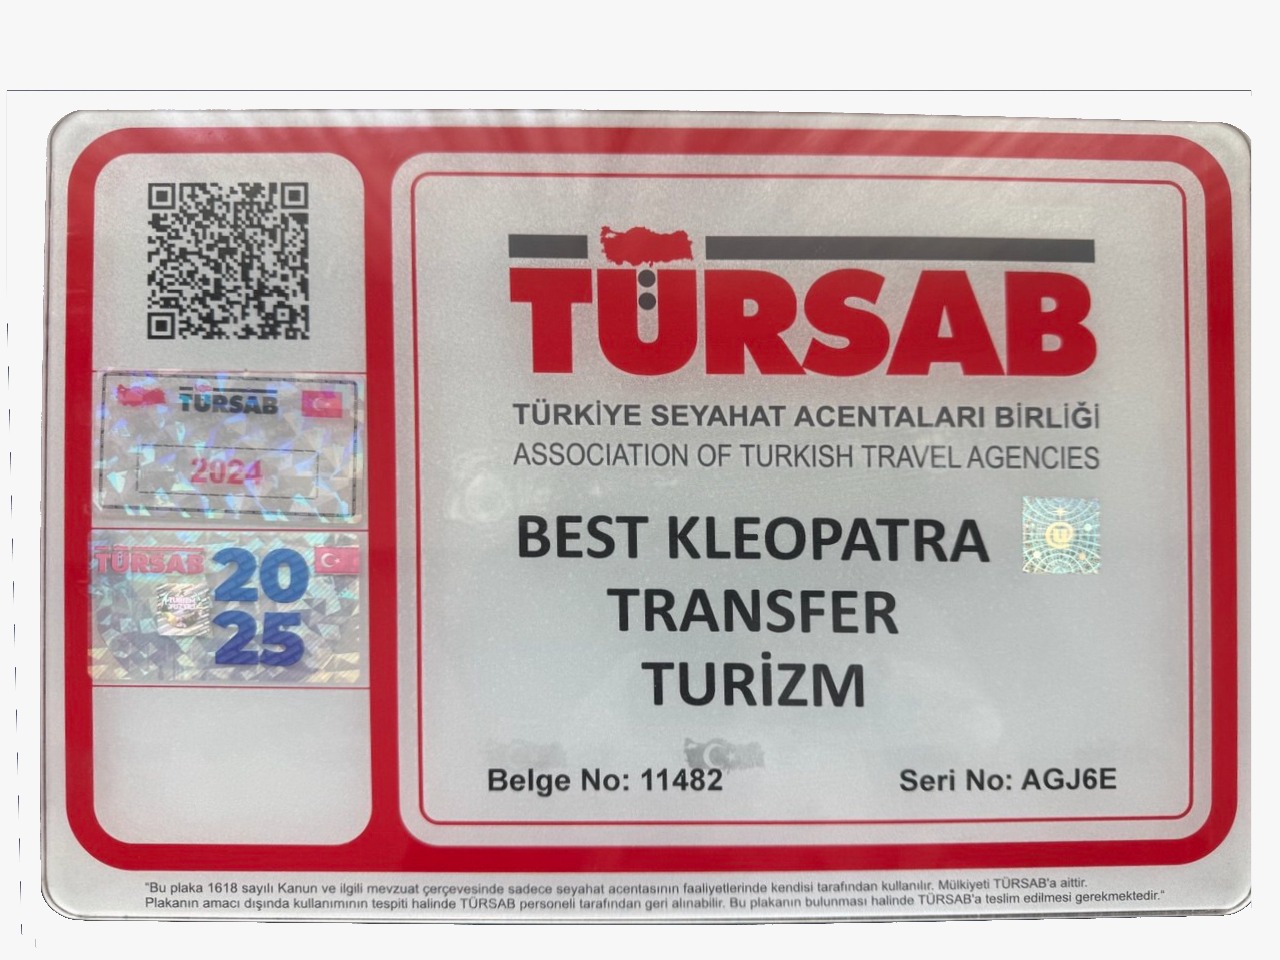 TÜRSAB
TÜRKİYE SEYAHAT ACENTALARI BİRLİĞİ
ASSOCIATION OF TURKISH TRAVEL AGENCIES
TÜRSAB
2024
TÜRSAB
20
25
BEST KLEOPATRA
TRANSFER
TURİZM
Belge No: 11482
Seri No: AGJ6E
"Bu plaka 1618 sayılı Kanun ve ilgili mevzuat çerçevesinde sadece seyahat acentasının faaliyetlerinde kendisi tarafından kullanılır. Mülkiyeti TÜRSAB'a aittir.
Plakanın amacı dışında kullanımının tespiti halinde TÜRSAB personeli tarafından geri alınabilir. Bu plakanın bulunması halinde TÜRSAB'a teslim edilmesi gerekmektedir."